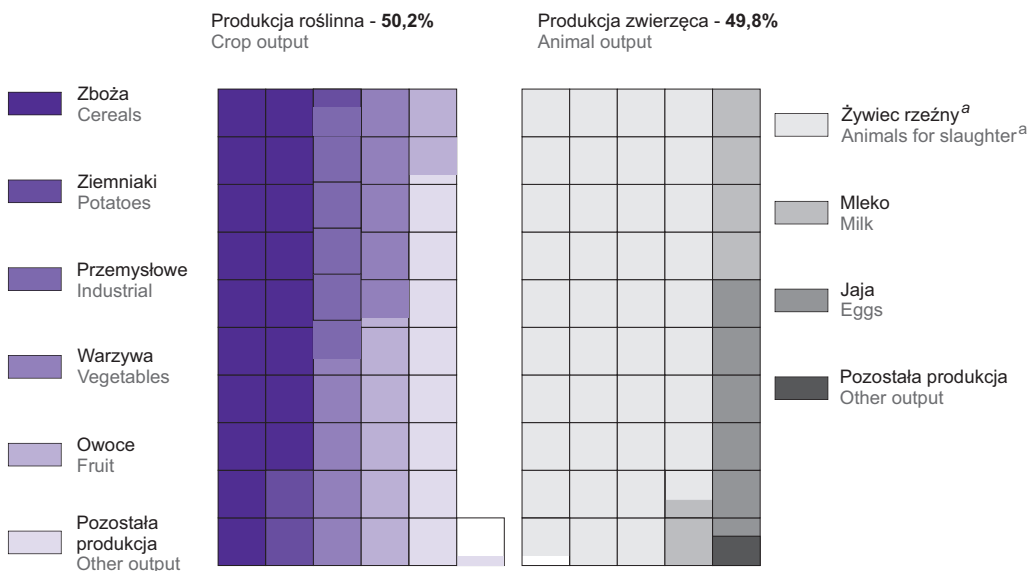 Produkcja roślinna - 50,2%
Crop output
Produkcja zwierzęca - 49,8%
Animal output
Zboża
Cereals
Ziemniaki
Potatoes
Przemysłowe
Industrial
Warzywa
Vegetables
Owoce
Fruit
Pozostała
produkcja
Other output
Żywiec rzeźny a
Animals for slaughter a
Mleko
Milk
Jaja
Eggs
Pozostała produkcja
Other output